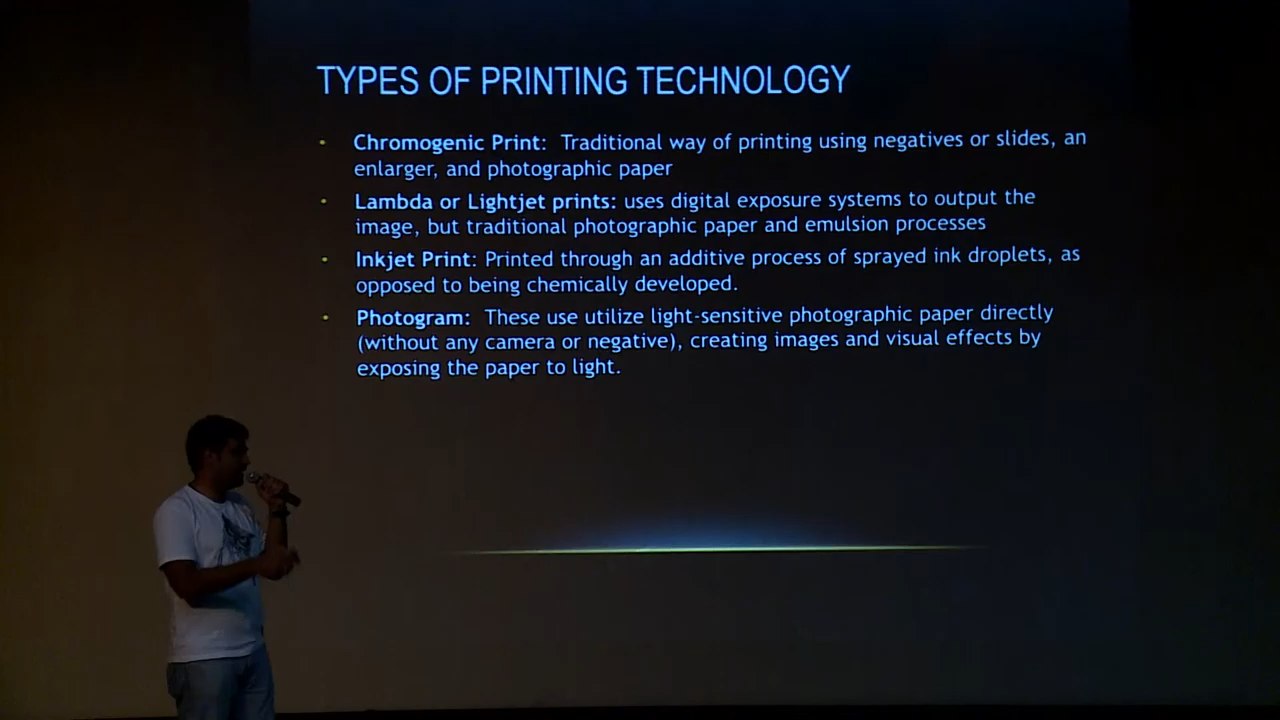 TYPES OF PRINTING TECHNOLOGY
• Chromogenic Print: Traditional way of printing using negatives or slides, an
enlarger, and photographic paper
• Lambda or Lightjet prints: uses digital exposure systems to output the
image, but traditional photographic paper and emulsion processes
• Inkjet Print: Printed through an additive process of sprayed ink droplets, as
opposed to being chemically developed.
• Photogram: These use utilize light-sensitive photographic paper directly
(without any camera or negative), creating images and visual effects by
exposing the paper to light.